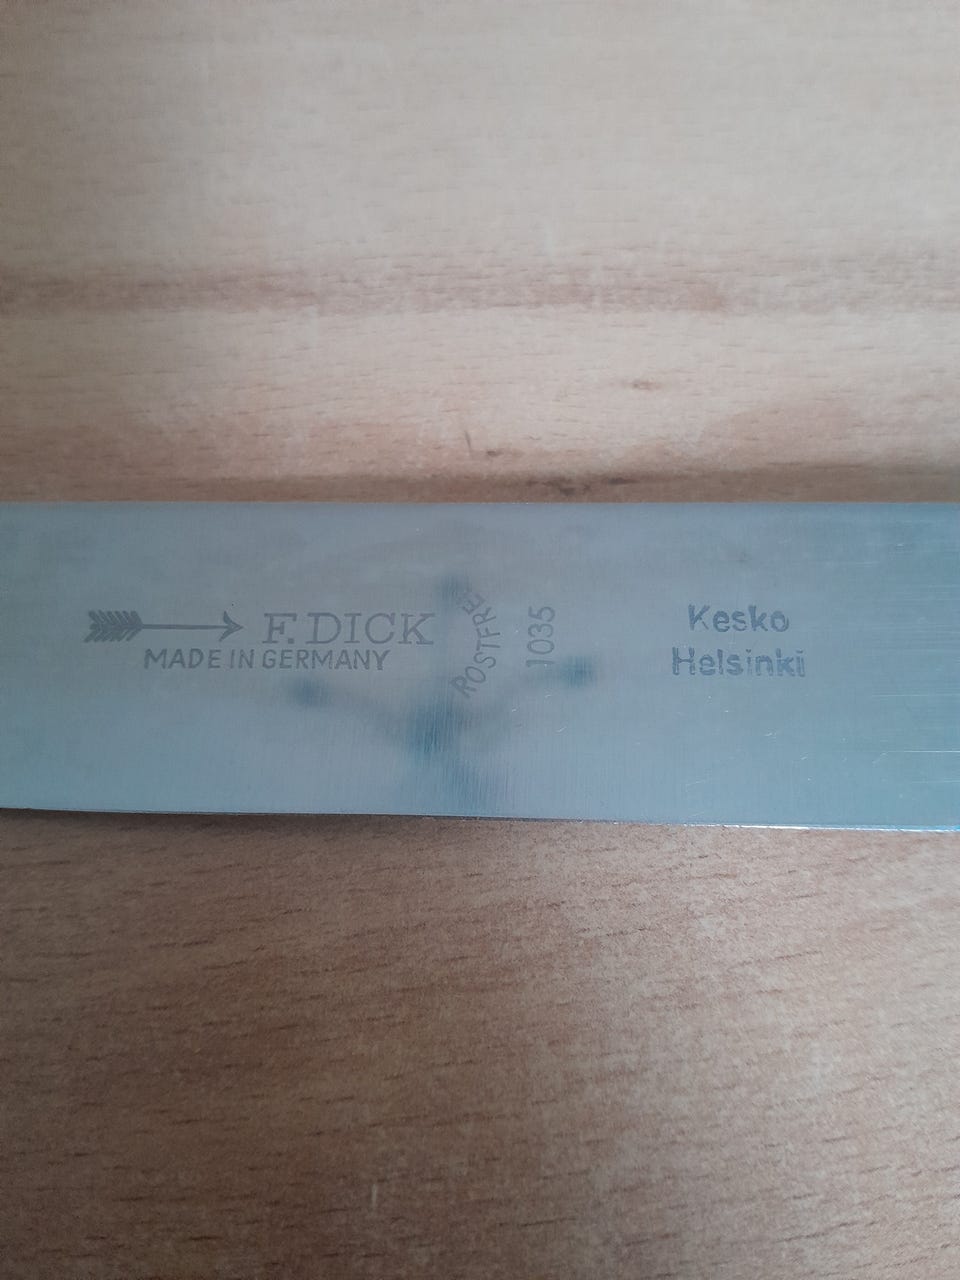 F. DICK
MADE IN GERMANY
ROSTFREI
1035
Kesko
Helsinki